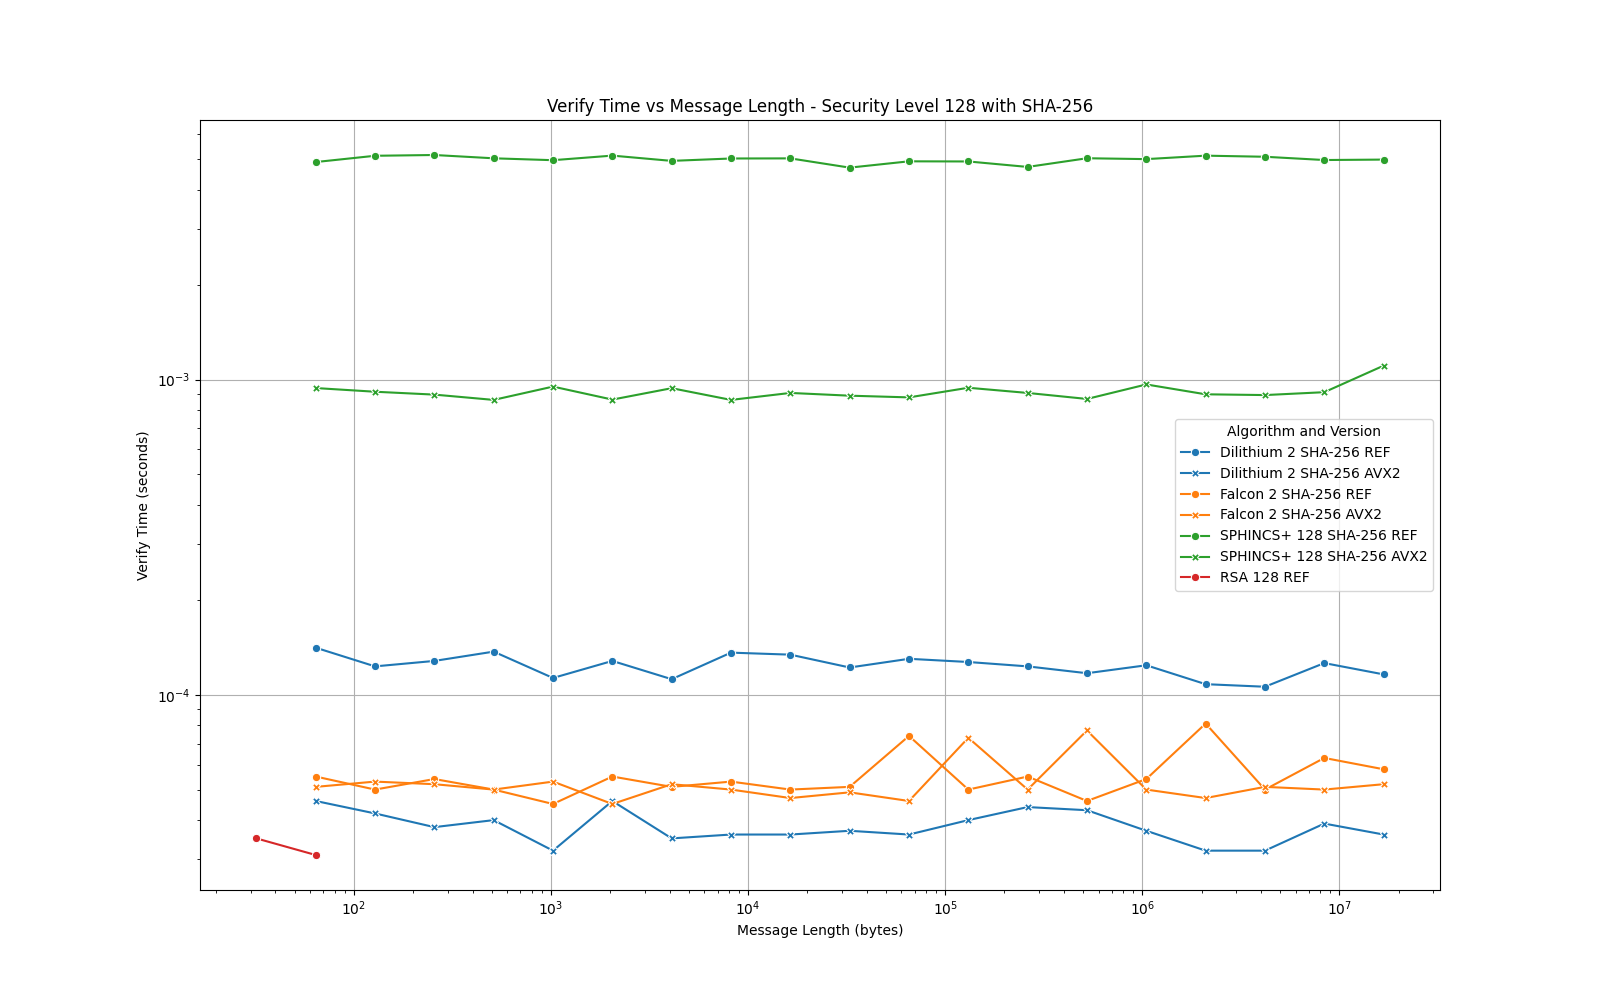 Verify Time vs Message Length - Security Level 128 with SHA-256
Verify Time (seconds)
10⁻³
10⁻⁴
Algorithm and Version
Dilithium 2 SHA-256 REF
Dilithium 2 SHA-256 AVX2
Falcon 2 SHA-256 REF
Falcon 2 SHA-256 AVX2
SPHINCS+ 128 SHA-256 REF
SPHINCS+ 128 SHA-256 AVX2
RSA 128 REF
10² 10³ 10⁴ 10⁵ 10⁶ 10⁷
Message Length (bytes)